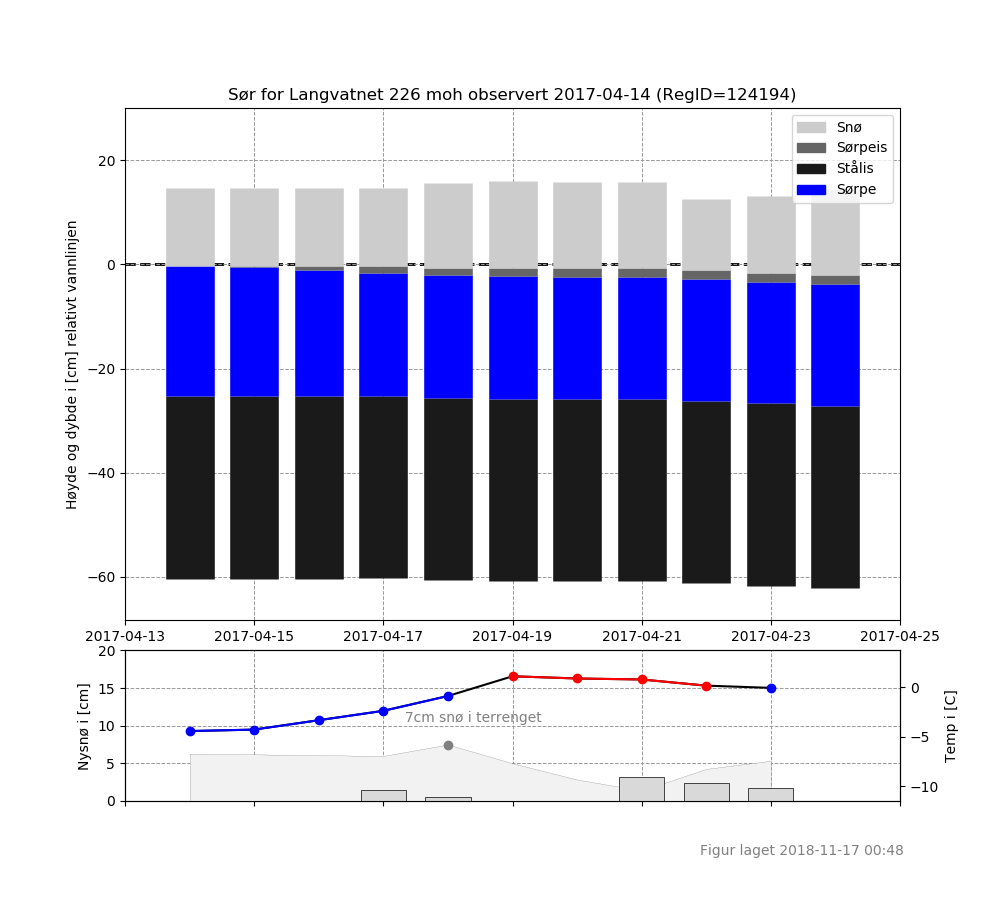 Sør for Langvatnet 226 moh observert 2017-04-14 (RegID=124194)
Snø
Sørpeis
Stålis
Sørpe
Høyde og dybde i [cm] relativt vannlinjen
20
0
−20
−40
−60
2017-04-13 2017-04-15 2017-04-17 2017-04-19 2017-04-21 2017-04-23 2017-04-25
Nysnø i [cm]
20
15
10
5
0
7cm snø i terrenget
0
−5
−10
Temp i [C]
Figur laget 2018-11-17 00:48